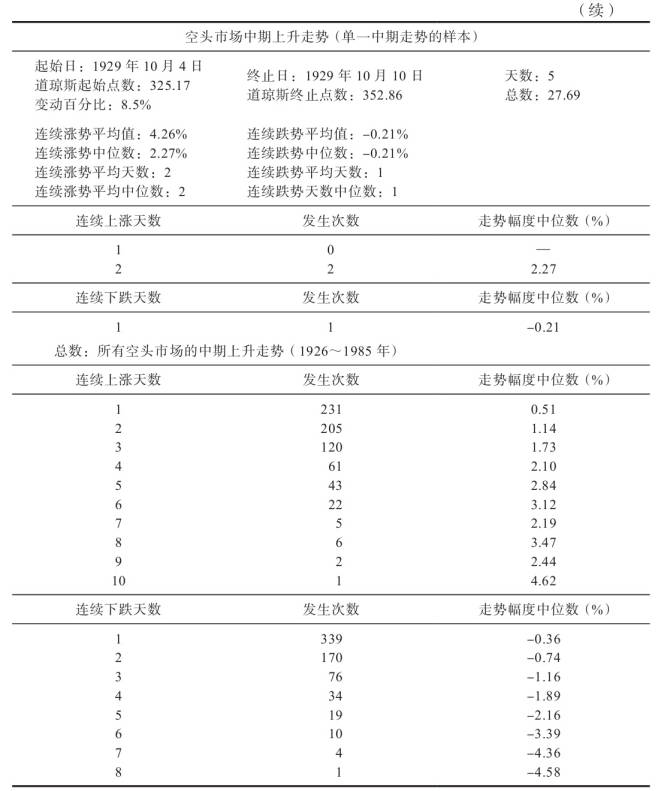 （续）
空头市场中期上升走势（单一中期走势的样本）
起始日：1929 年 10 月 4 日 终止日：1929 年 10 月 10 日 天数：5
道琼斯起始点数：325.17 道琼斯终止点数：352.86 总数：27.69
变动百分比：8.5%
连续涨势平均值：4.26% 连续跌势平均值：–0.21%
连续涨势中位数：2.27% 连续跌势中位数：–0.21%
连续涨势平均天数：2 连续跌势平均天数：1
连续涨势平均中位数：2 连续跌势天数中位数：1
连续上涨天数 发生次数 走势幅度中位数（%）
1 0 —
2 2 2.27
连续下跌天数 发生次数 走势幅度中位数（%）
1 1 –0.21
总数：所有空头市场的中期上升走势（1926～1985 年）
连续上涨天数 发生次数 走势幅度中位数（%）
1 231 0.51
2 205 1.14
3 120 1.73
4 61 2.10
5 43 2.84
6 22 3.12
7 5 2.19
8 6 3.47
9 2 2.44
10 1 4.62
连续下跌天数 发生次数 走势幅度中位数（%）
1 339 –0.36
2 170 –0.74
3 76 –1.16
4 34 –1.89
5 19 –2.16
6 10 –3.39
7 4 –4.36
8 1 –4.58